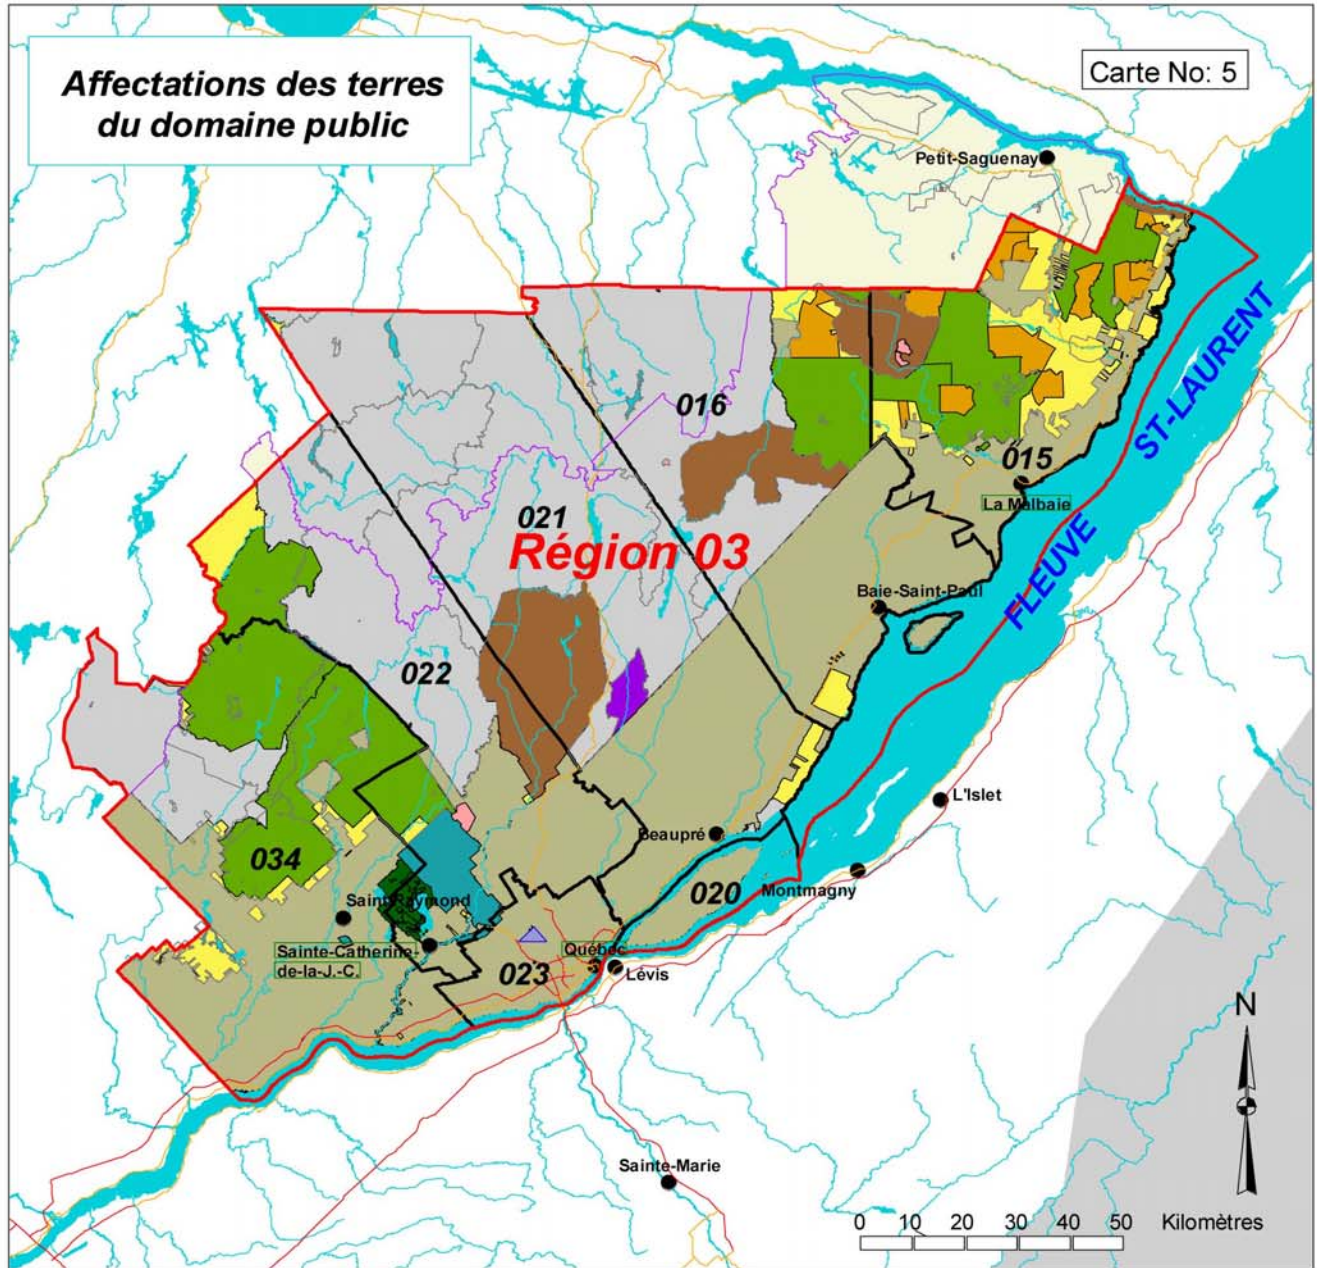 Affectations des terres
du domaine public
Carte No: 5
Petit-Saguenay
016
015
La Malbaie
ST-LAURENT
FLEUVE
021
Région 03
Baie-Saint-Paul
022
L'Islet
Beaupré
034
020
Montmagny
Saint-Raymond
Sainte-Catherine-
de-la-J.-C.
Québec
023
Lévis
N
Sainte-Marie
0 10 20 30 40 50 Kilomètres